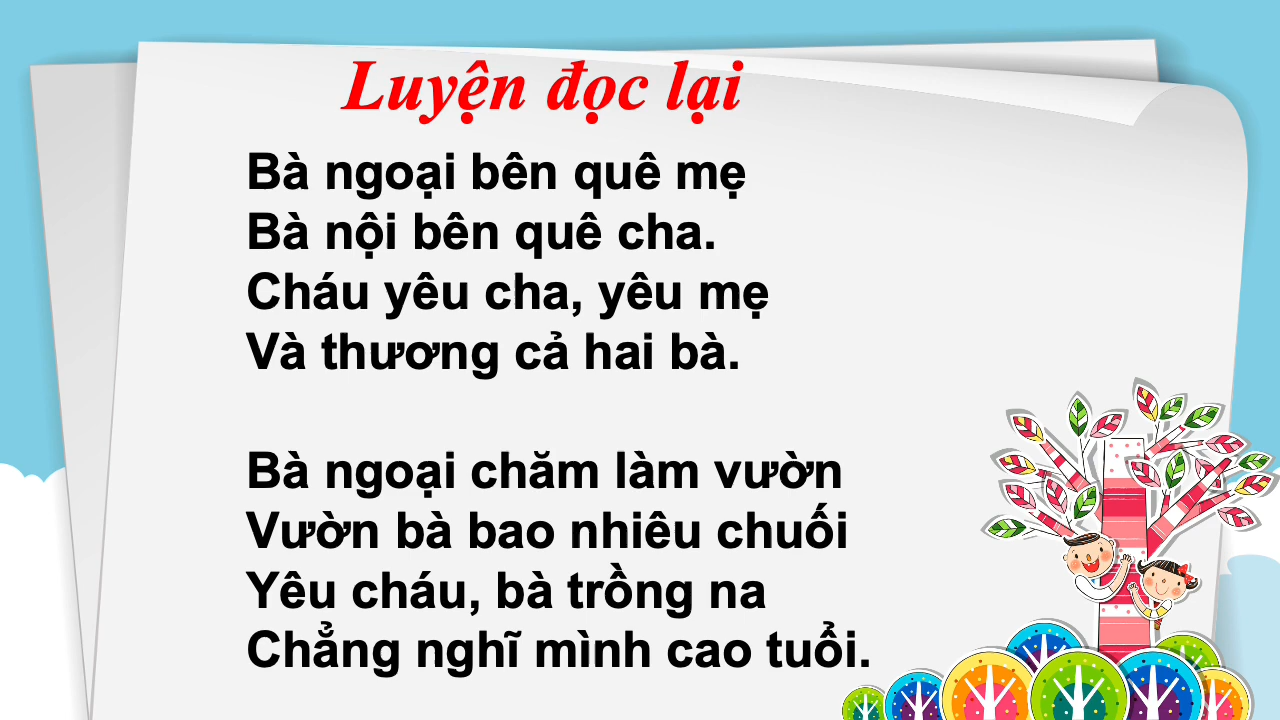 Luyện đọc lại
Bà ngoại bên quê mẹ
Bà nội bên quê cha.
Cháu yêu cha, yêu mẹ
Và thương cả hai bà.
Bà ngoại chăm làm vườn
Vườn bà bao nhiêu chuối
Yêu cháu, bà trồng na
Chẳng nghĩ mình cao tuổi.